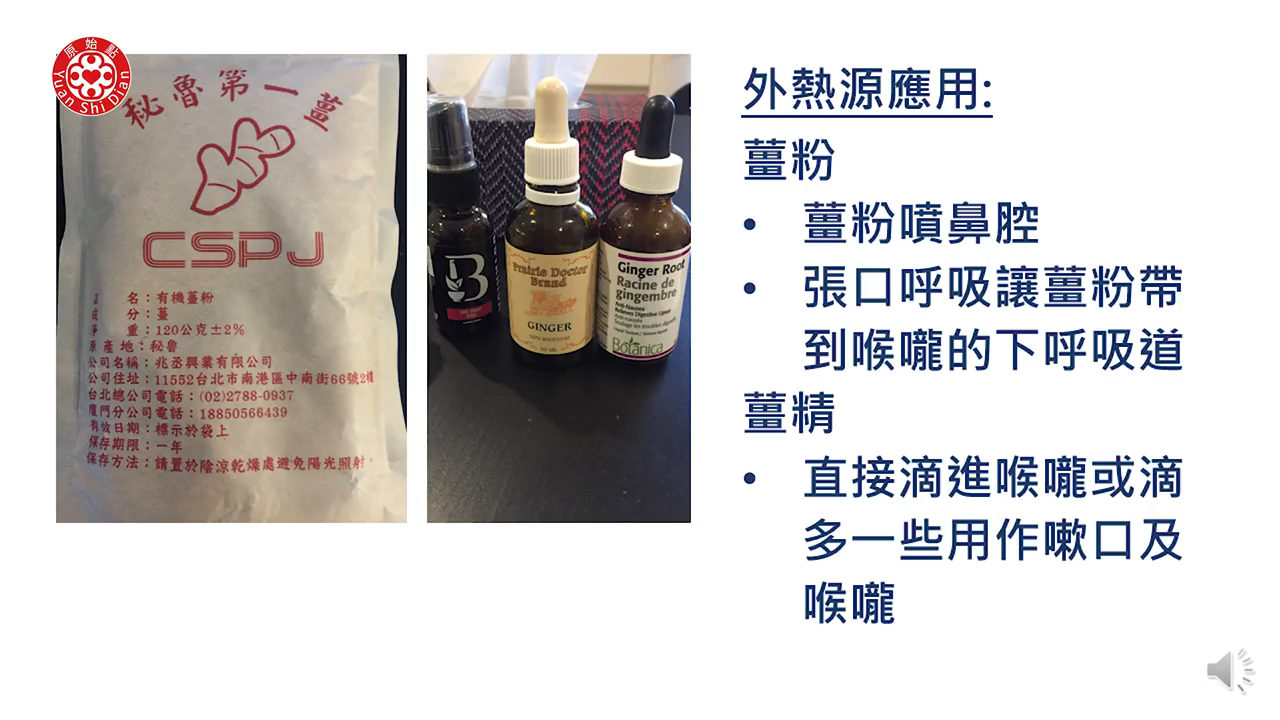 原始點
Yuan Shi Dian
秘魯第一薑
CSPJ
名：有機薑粉
分：薑
重：120公克±2%
原產地：秘魯
公司名稱：兆丞興業有限公司
公司住址：11552台北市南港區中南街66號2樓
台北總公司電話：(02)2788-0937
廈門分公司電話：18850566439
有效日期：標示於袋上
保存期限：一年
保存方法：請置於陰涼乾燥處避免陽光照射。
B
Prairie Doctor
Brand
GINGER
50 ML
Ginger Root
Racine de
gingembre
Anti-Nausea
Relieves Digestive Upset
Botanica
外熱源應用:
薑粉
• 薑粉噴鼻腔
• 張口呼吸讓薑粉帶
到喉嚨的下呼吸道
薑精
• 直接滴進喉嚨或滴
多一些用作嗽口及
喉嚨